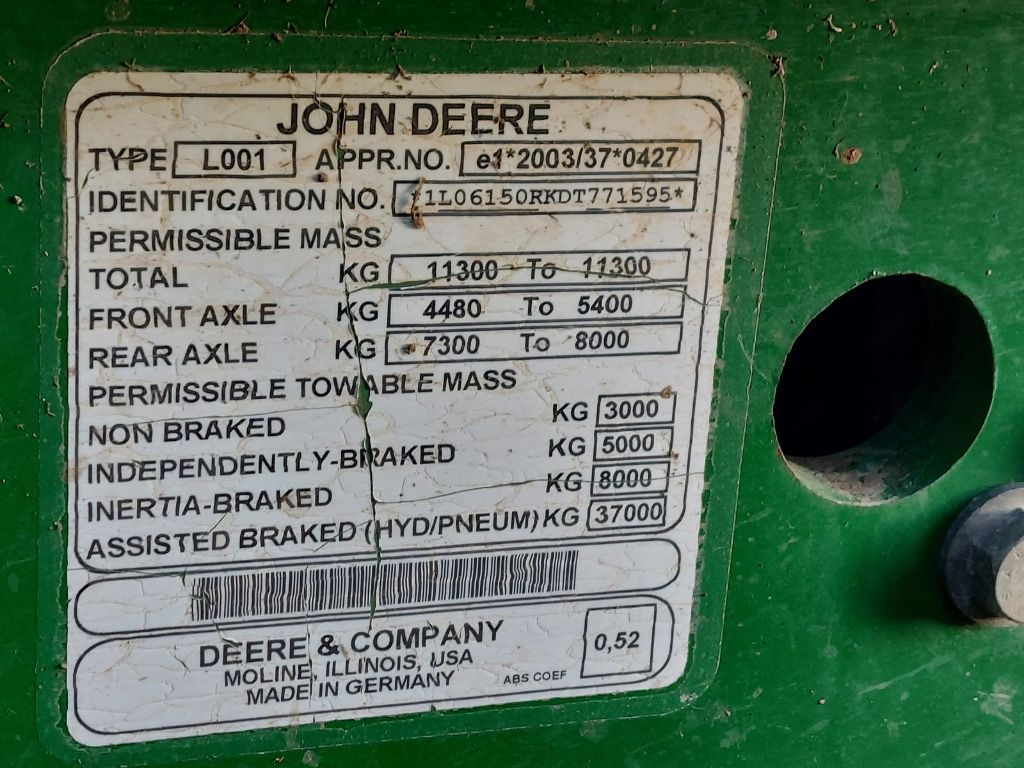 JOHN DEERE
TYPE L001 APPR.NO. e1*2003/37*0427
IDENTIFICATION NO. *1L06150RKDT771595*
PERMISSIBLE MASS
TOTAL KG 11300 To 11300
FRONT AXLE KG 4480 To 5400
REAR AXLE KG 7300 To 8000
PERMISSIBLE TOWABLE MASS
NON BRAKED KG 3000
INDEPENDENTLY-BRAKED KG 5000
INERTIA-BRAKED KG 8000
ASSISTED BRAKED (HYD/PNEUM) KG 37000
DEERE & COMPANY
MOLINE, ILLINOIS, USA
MADE IN GERMANY
ABS COEF 0,52